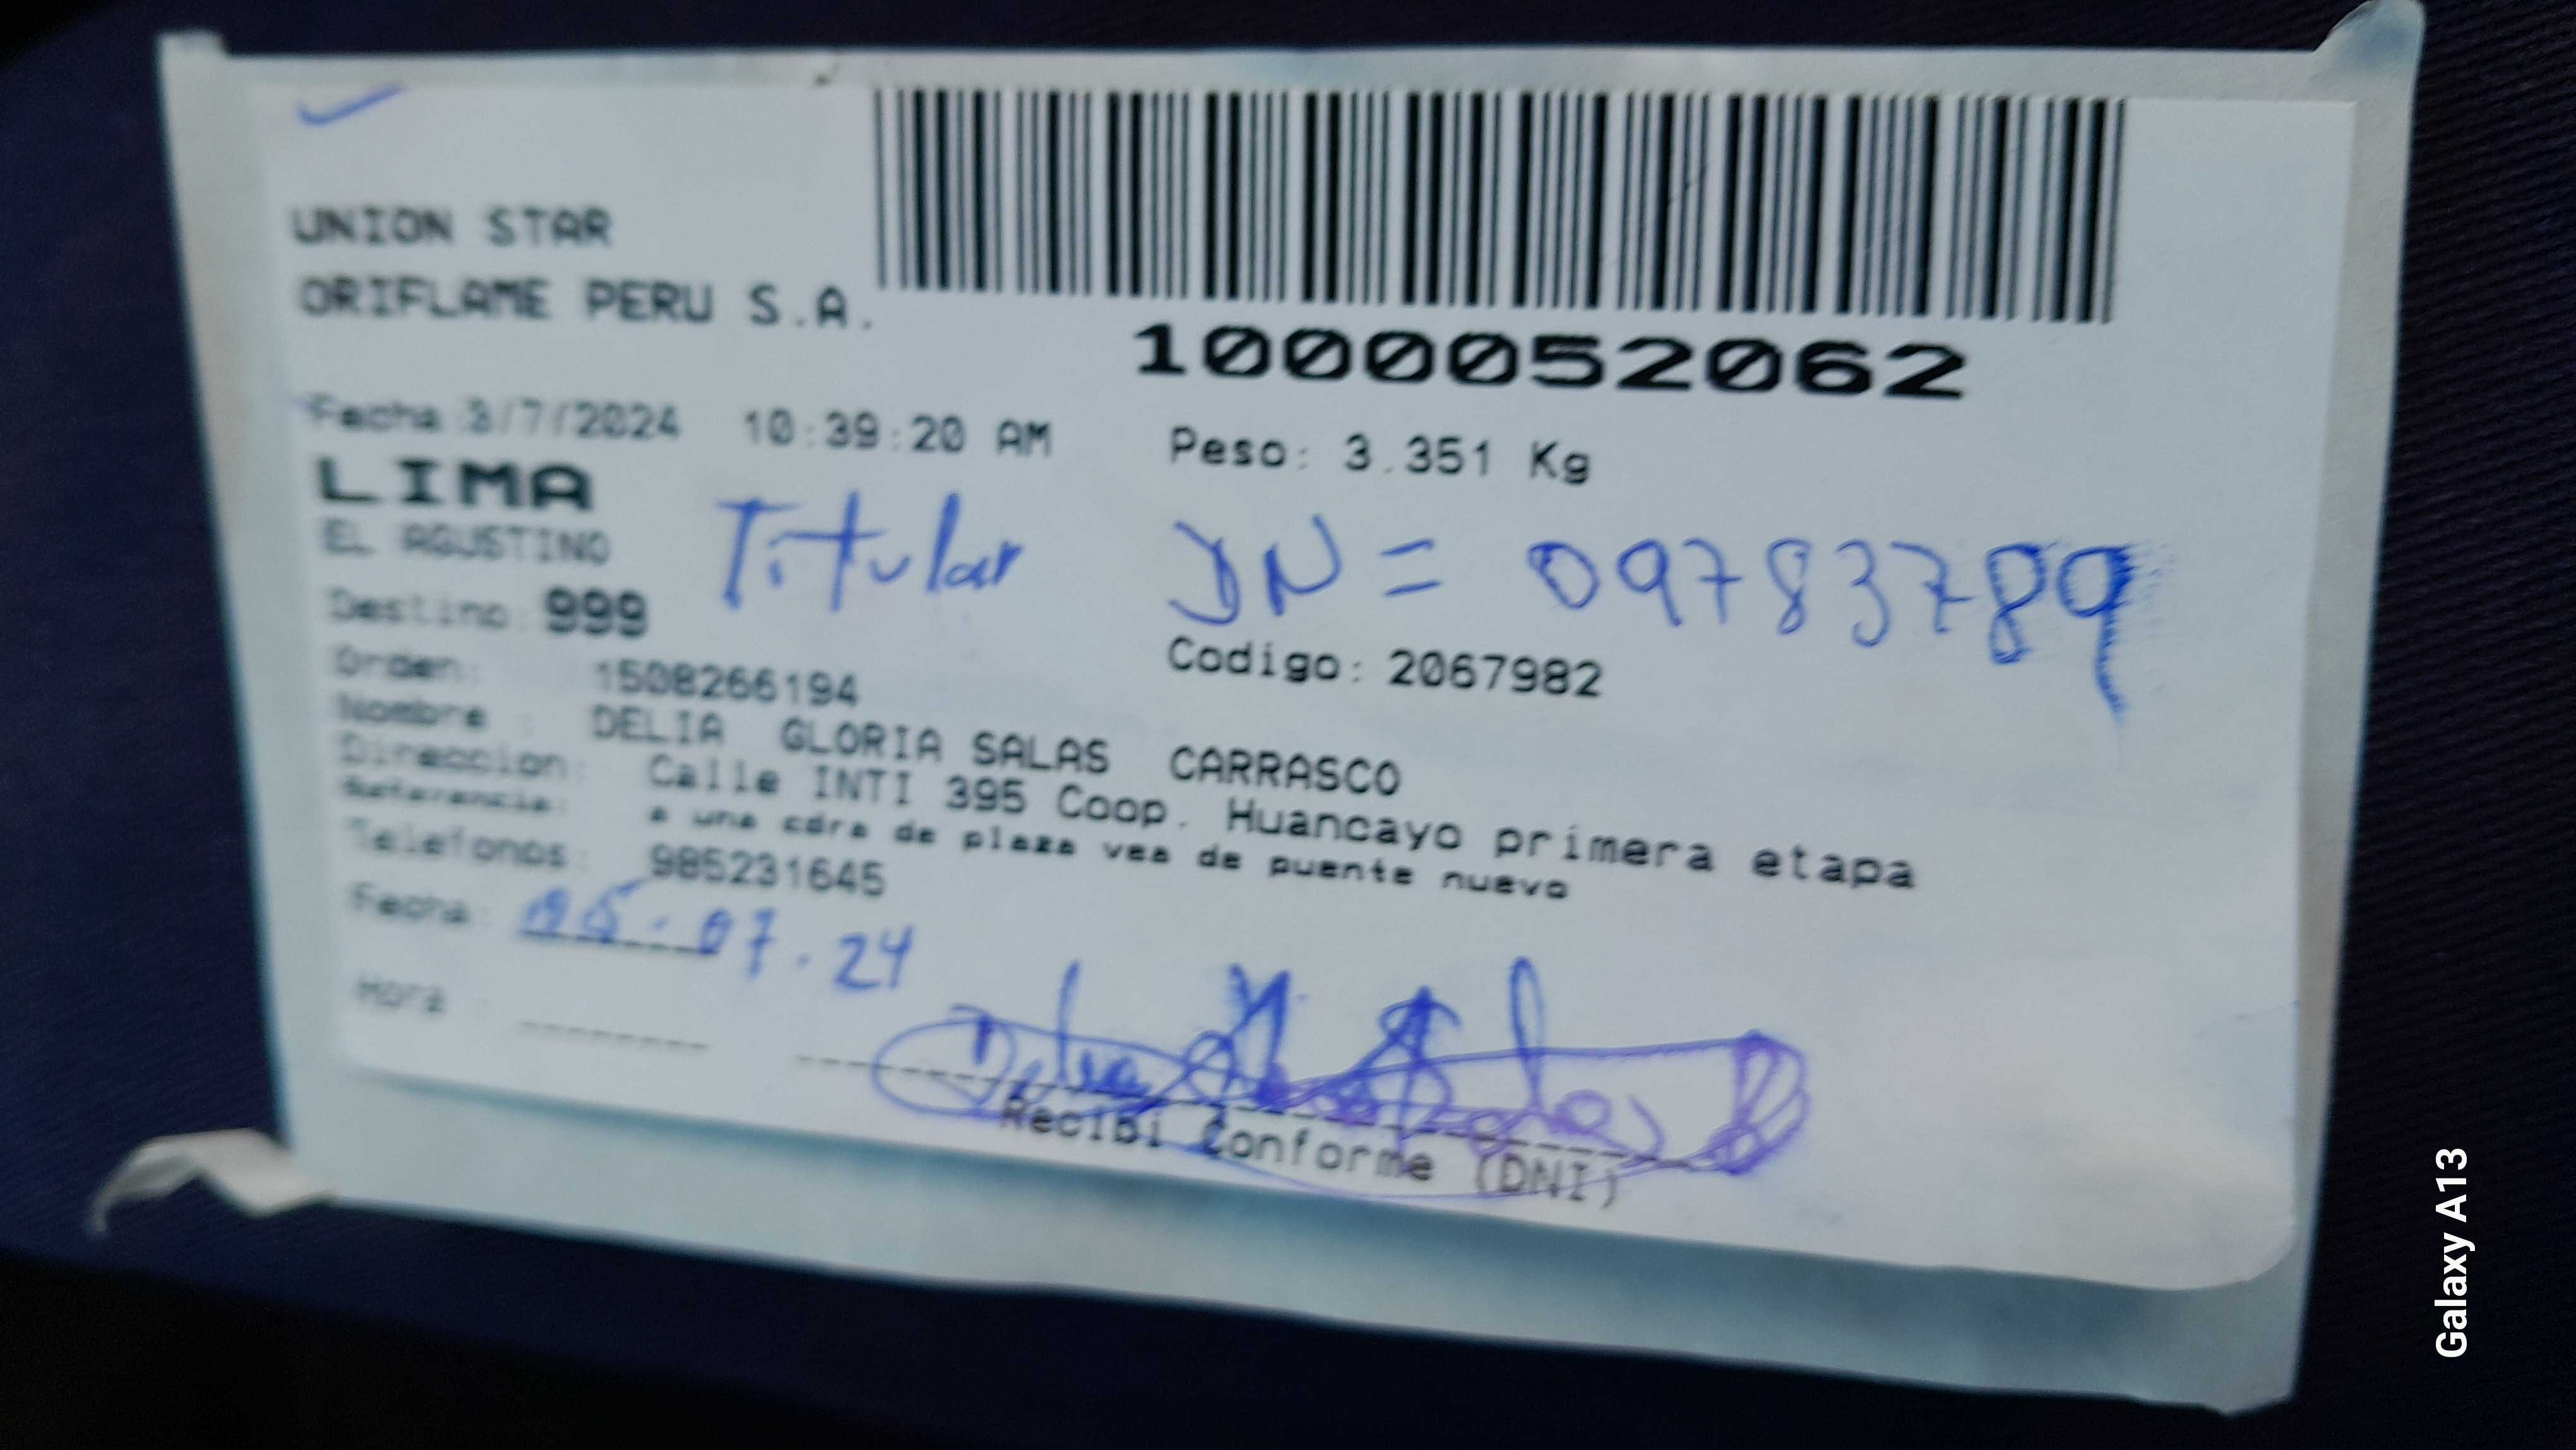 UNION STAR
ORIFLAME PERU S.A.
1000052062
Fecha:3/7/2024 10:39:20 AM Peso: 3.351 Kg
LIMA
EL AGUSTINO
Titular DN = 09783789
Destino: 999
Orden: 1508266194 Codigo: 2067982
Nombre : DELIA GLORIA SALAS CARRASCO
Direccion: Calle INTI 395 Coop. Huancayo primera etapa
Referencia: a una cdra de plaza vea de puente nuevo
Telefonos: 985231645
Fecha: 05.07.24
Hora :
Recibi Conforme (DNI)
Galaxy A13